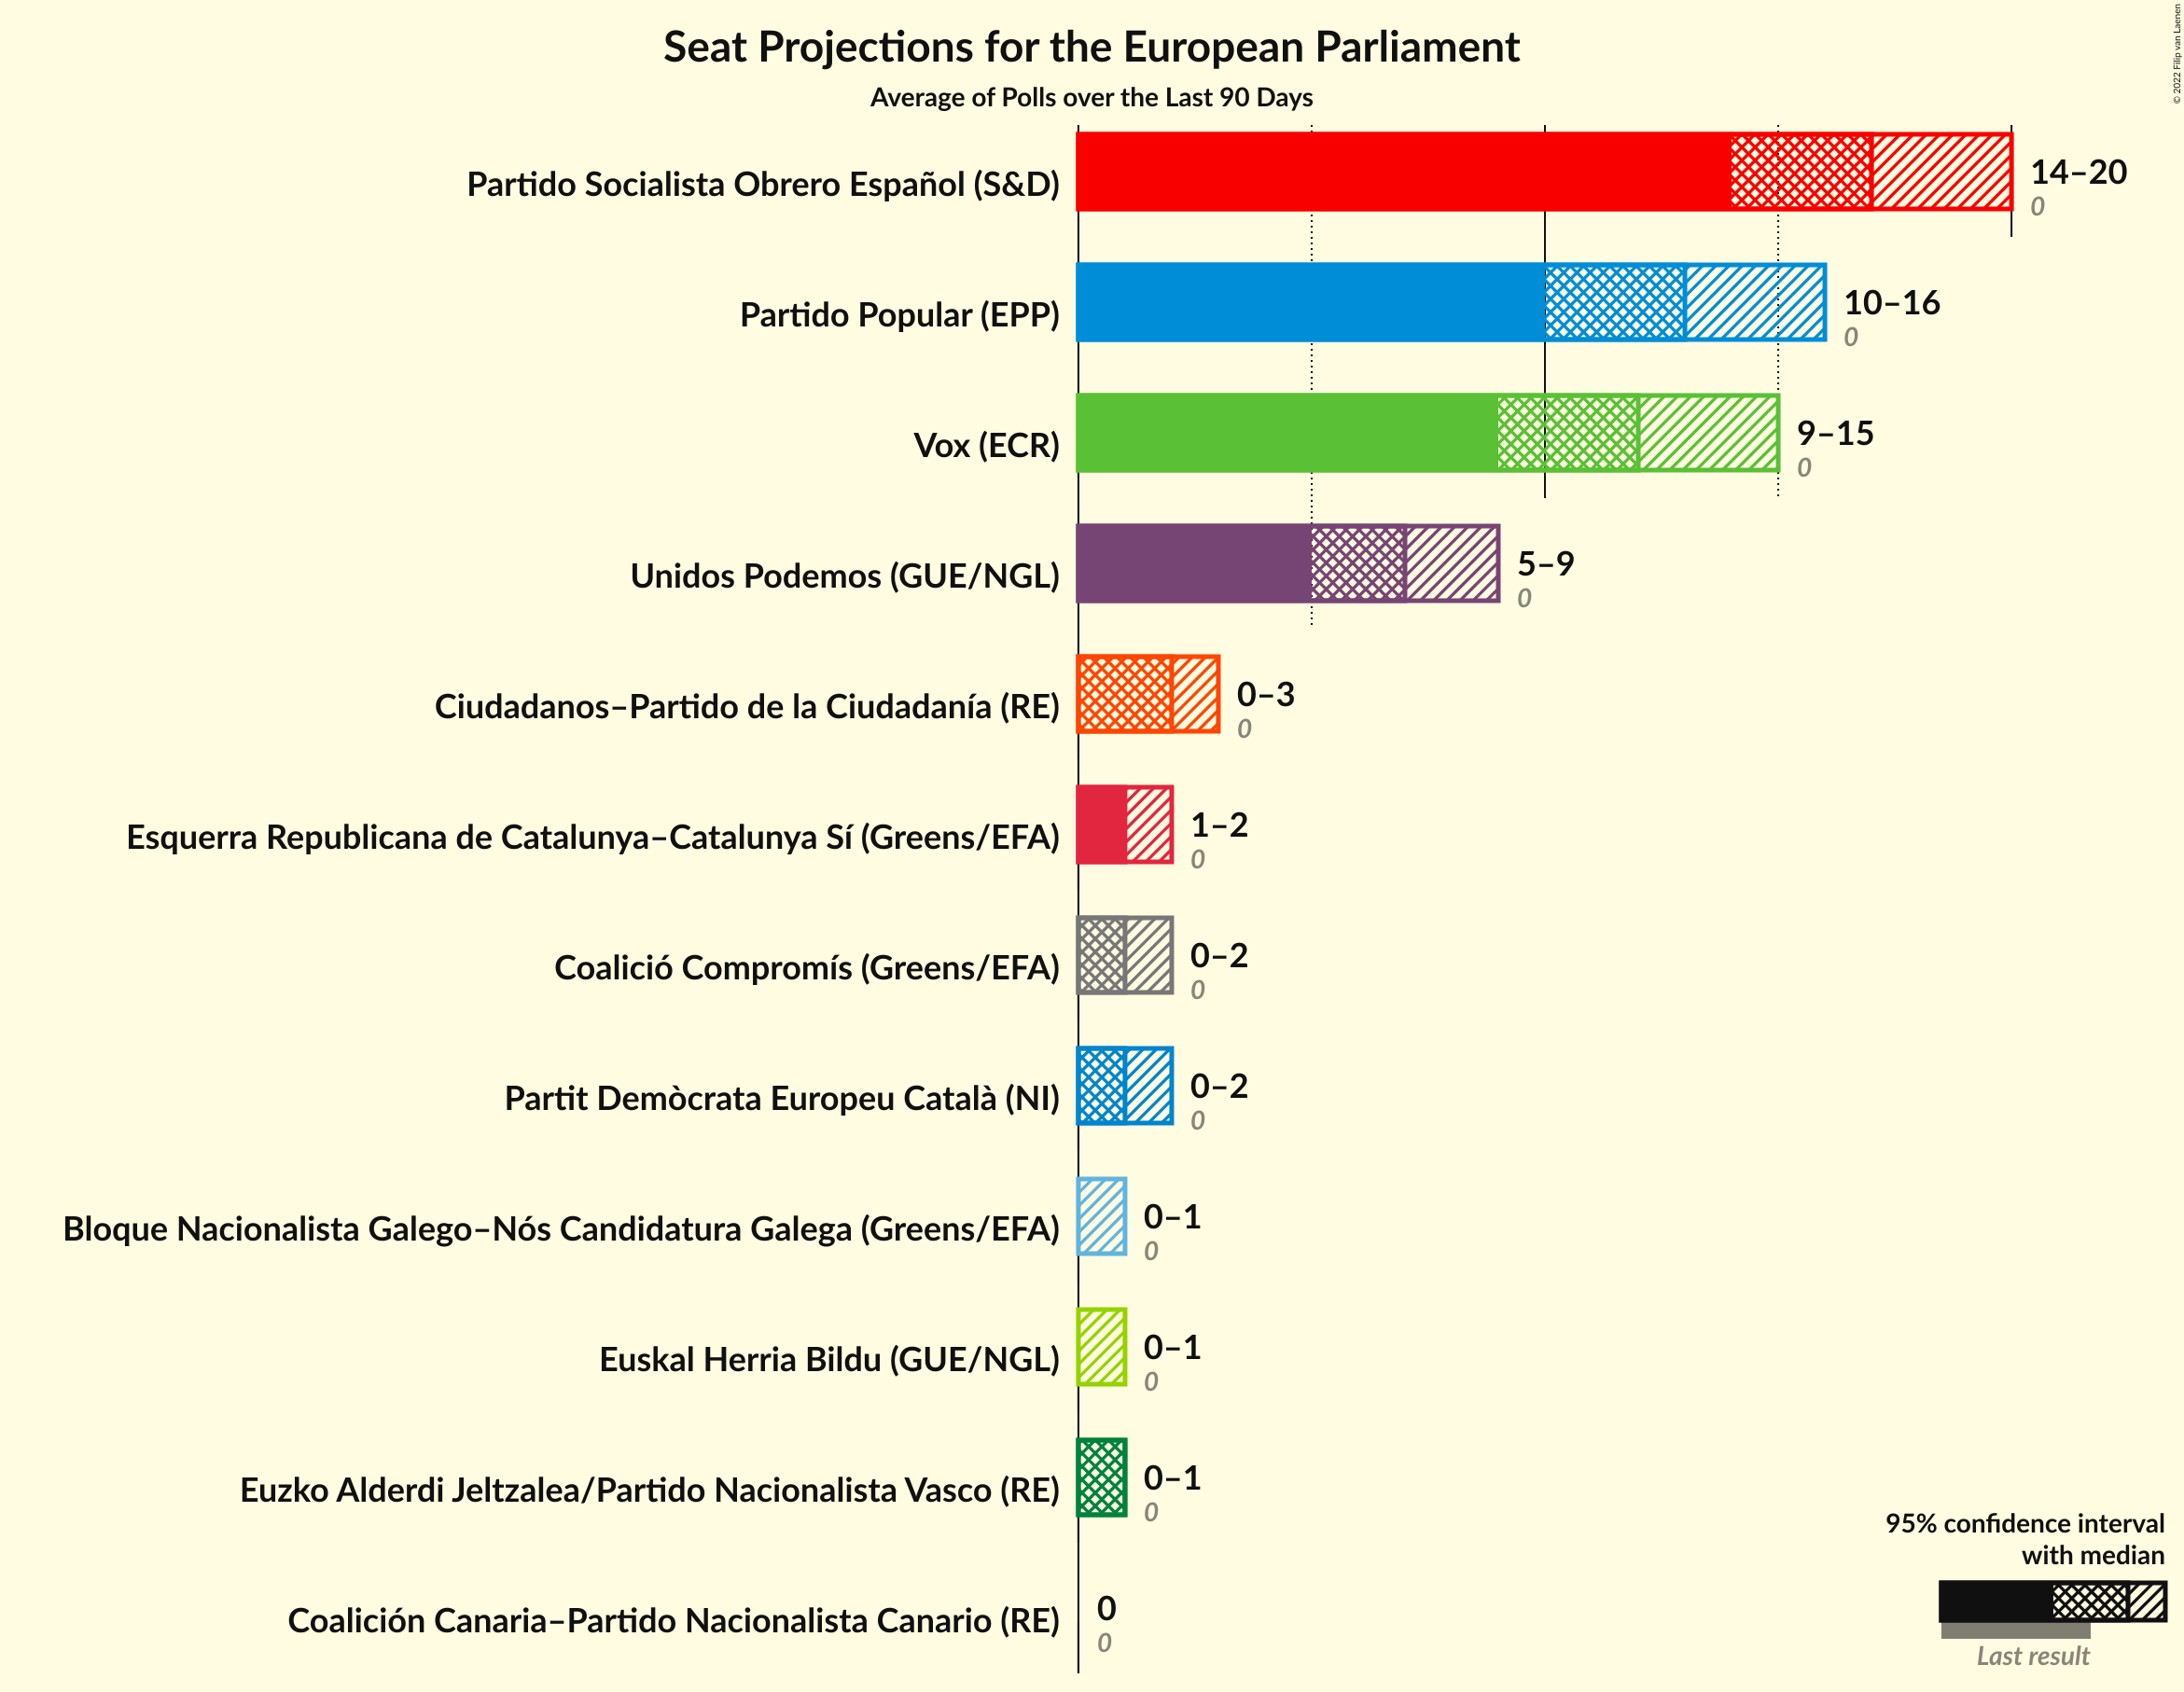 © 2022 Filip van Laenen
Seat Projections for the European Parliament
Average of Polls over the Last 90 Days
Partido Socialista Obrero Español (S&D)
14–20
0
Partido Popular (EPP)
10–16
0
Vox (ECR)
9–15
0
Unidos Podemos (GUE/NGL)
5–9
0
Ciudadanos–Partido de la Ciudadanía (RE)
0–3
0
Esquerra Republicana de Catalunya–Catalunya Sí (Greens/EFA)
1–2
0
Coalició Compromís (Greens/EFA)
0–2
0
Partit Demòcrata Europeu Català (NI)
0–2
0
Bloque Nacionalista Galego–Nós Candidatura Galega (Greens/EFA)
0–1
0
Euskal Herria Bildu (GUE/NGL)
0–1
0
Euzko Alderdi Jeltzalea/Partido Nacionalista Vasco (RE)
0–1
0
Coalición Canaria–Partido Nacionalista Canario (RE)
0
0
95% confidence interval
with median
Last result